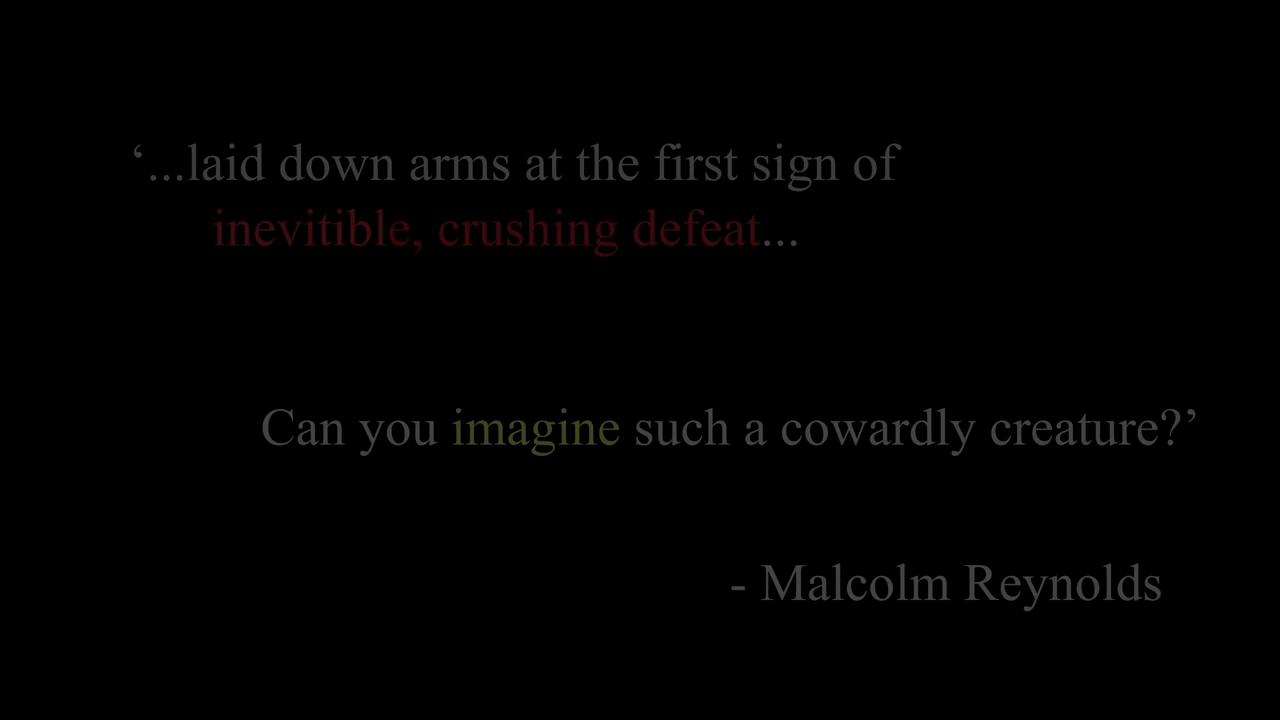 ‘...laid down arms at the first sign of
inevitible, crushing defeat...
Can you imagine such a cowardly creature?’
- Malcolm Reynolds